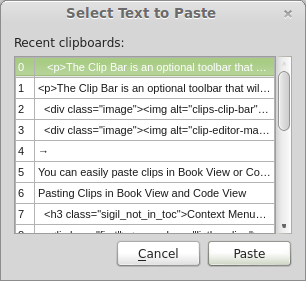 Select Text to Paste
Recent clipboards:
0 <p>The Clip Bar is an optional toolbar that ...
1 <p>The Clip Bar is an optional toolbar that wil...
2 <div class="image"><img alt="clips-clip-bar"...
3 <div class="image"><img alt="clip-editor-ma...
4 →
5 You can easily paste clips in Book View or Co...
6 Pasting Clips in Book View and Code View
7 <h3 class="sigil_not_in_toc">Context Menu...
Cancel Paste